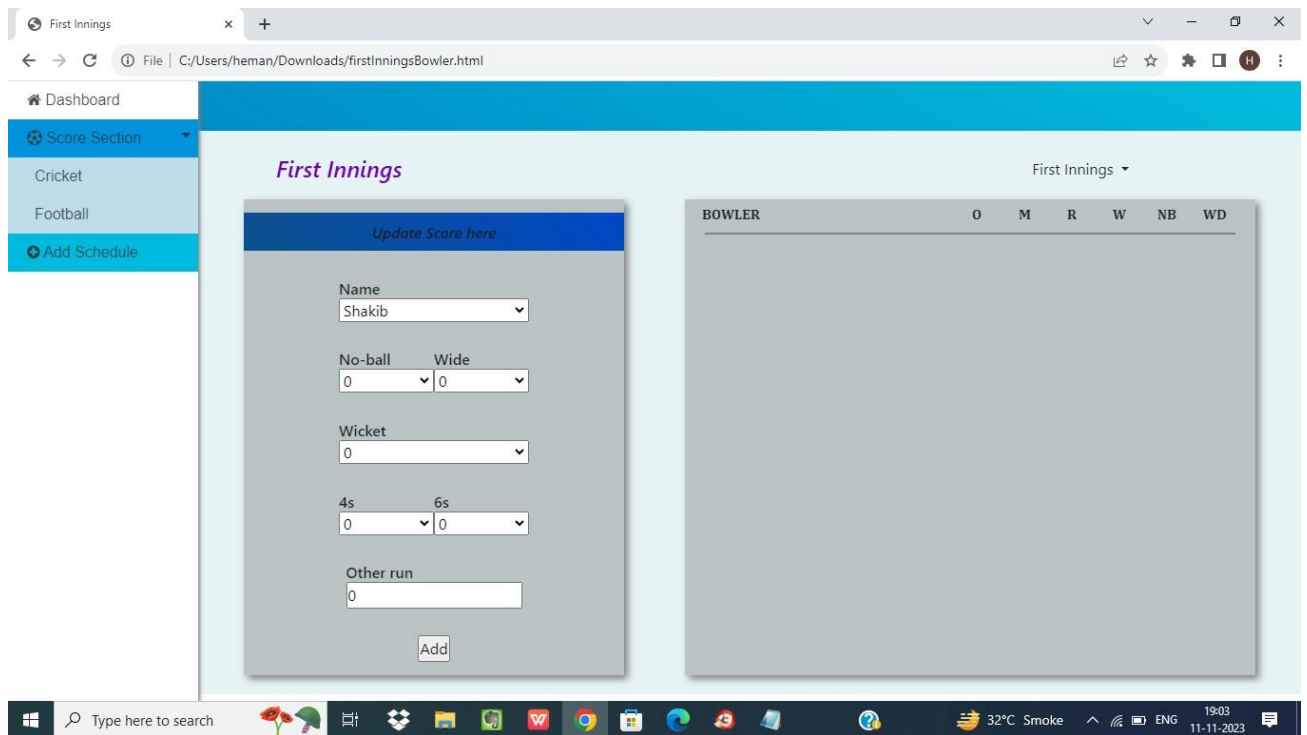 First Innings
File | C:/Users/heman/Downloads/firstInningsBowler.html
H
Dashboard
Score Section
Cricket
Football
Add Schedule
First Innings
First Innings
Update Score here
Name
Shakib
No-ball Wide
0 0
Wicket
0
4s 6s
0 0
Other run
0
Add
BOWLER O M R W NB WD
Type here to search
W
32°C Smoke
ENG
19:03
11-11-2023